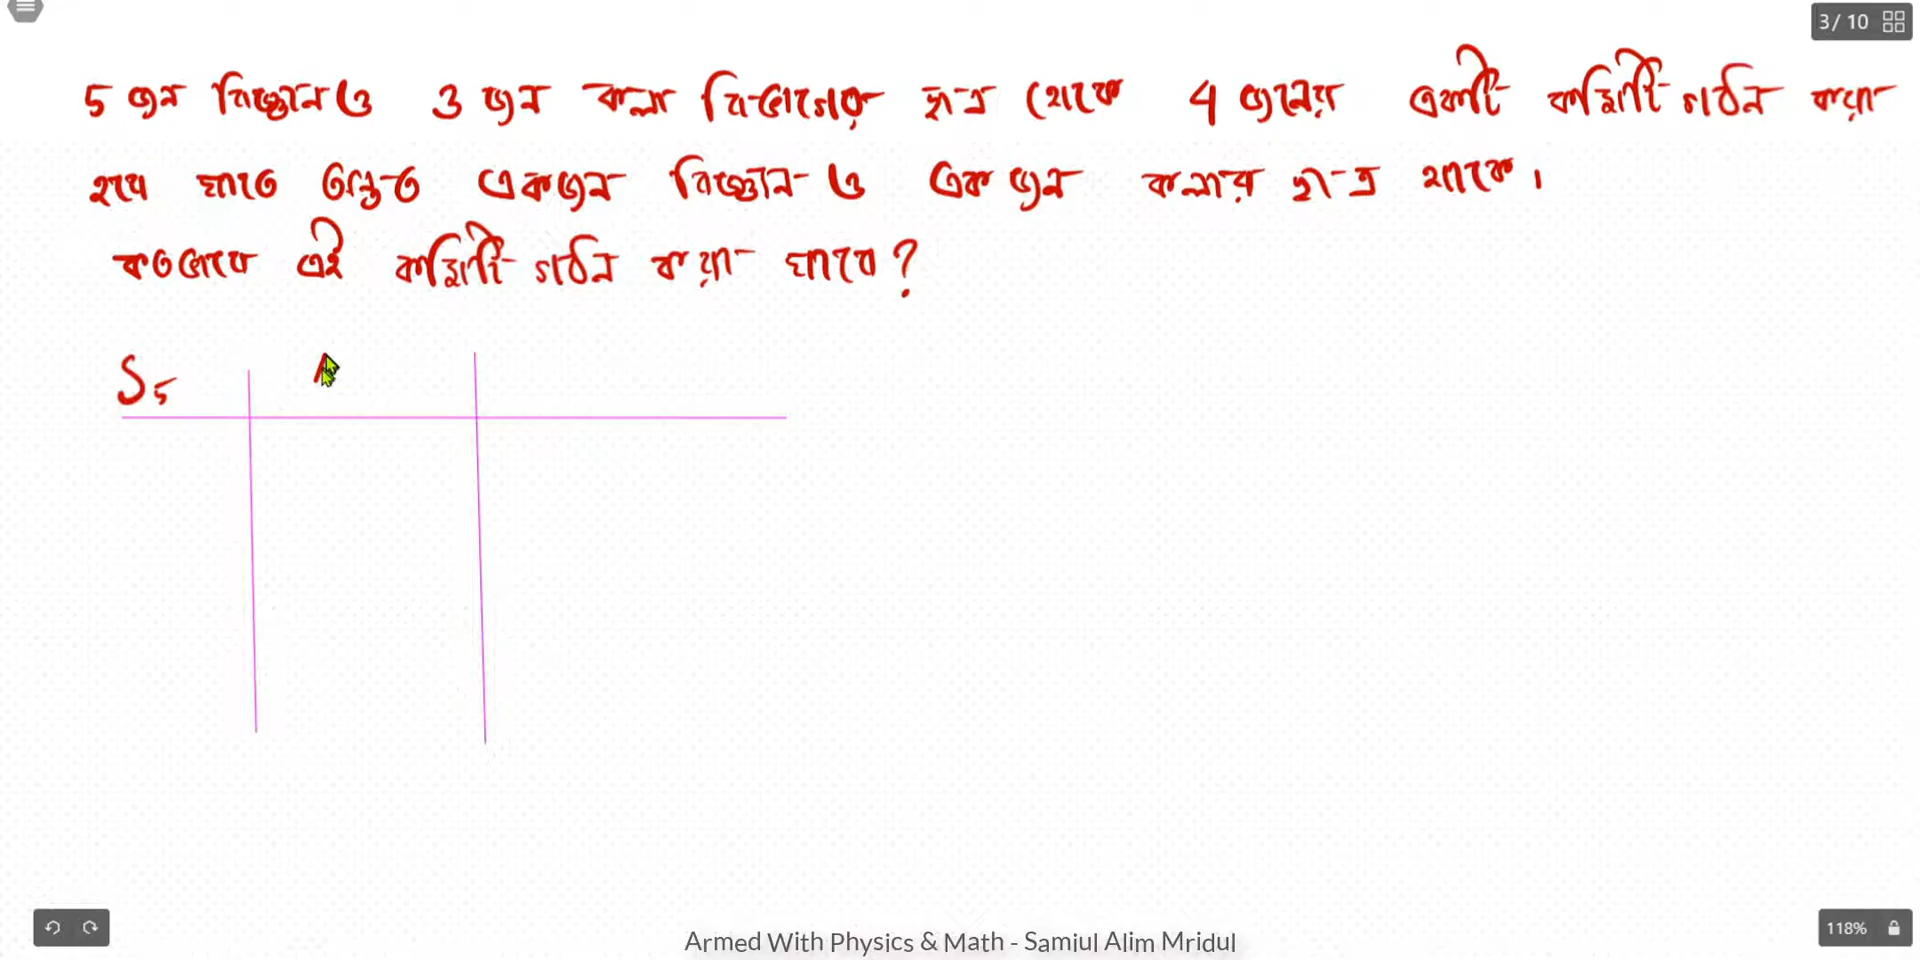 3/ 10
5 জন বিজ্ঞান ও 3 জন কলা বিভাগের ছাত্র থেকে 4 জনের একটি কমিটি গঠন করা
হবে যাতে অন্তত একজন বিজ্ঞান ও এক জন কলার ছাত্র থাকে।
কতভাবে এই কমিটি গঠন করা যাবে?
S₅
118%
Armed With Physics & Math - Samiul Alim Mridul